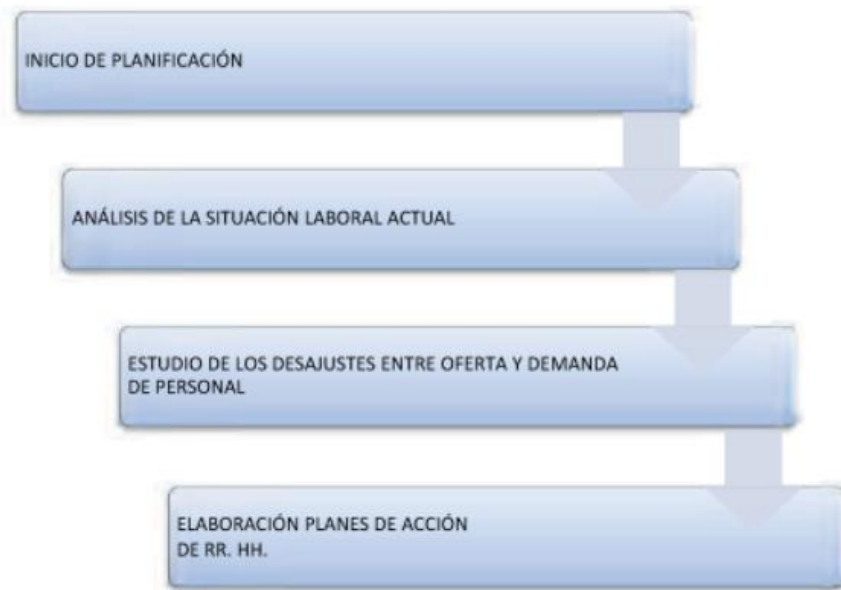 INICIO DE PLANIFICACIÓN
ANÁLISIS DE LA SITUACIÓN LABORAL ACTUAL
ESTUDIO DE LOS DESAJUSTES ENTRE OFERTA Y DEMANDA
DE PERSONAL
ELABORACIÓN PLANES DE ACCIÓN
DE RR. HH.